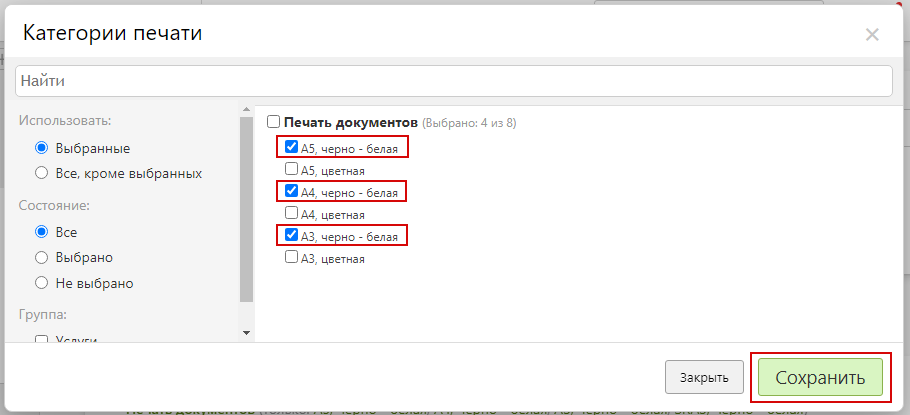 Категории печати
×
Найти
Использовать:
Выбранные
Все, кроме выбранных
Состояние:
Все
Выбрано
Не выбрано
Группа:
Услуги
Печать документов (Выбрано: 4 из 8)
А5, черно - белая
А5, цветная
А4, черно - белая
А4, цветная
А3, черно - белая
А3, цветная
Закрыть
Сохранить